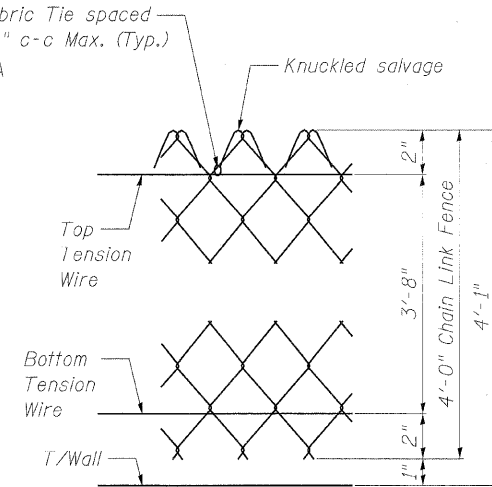 bric Tie spaced
" c-c Max. (Typ.)
A
Knuckled salvage
Top
Tension
Wire
Bottom
Tension
Wire
T/Wall
2"
3'-8"
2"
1"
4'-0" Chain Link Fence
4'-1"